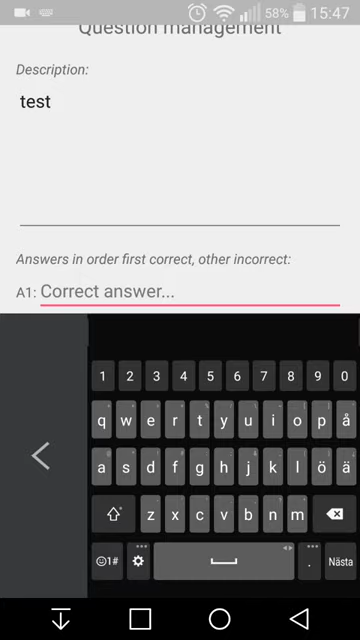 58% 15:47
Question management
Description:
test
Answers in order first correct, other incorrect:
A1: Correct answer...
1 2 3 4 5 6 7 8 9 0
q w e r t y u i o p å
a s d f g h j k l ö ä
z x c v b n m
1# . Nästa